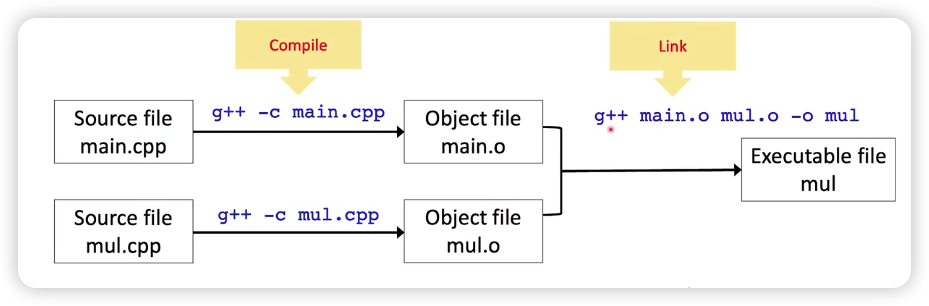 Compile
Link
g++ -c main.cpp
g++ main.o mul.o -o mul
Source file
main.cpp
Object file
main.o
Executable file
mul
g++ -c mul.cpp
Source file
mul.cpp
Object file
mul.o